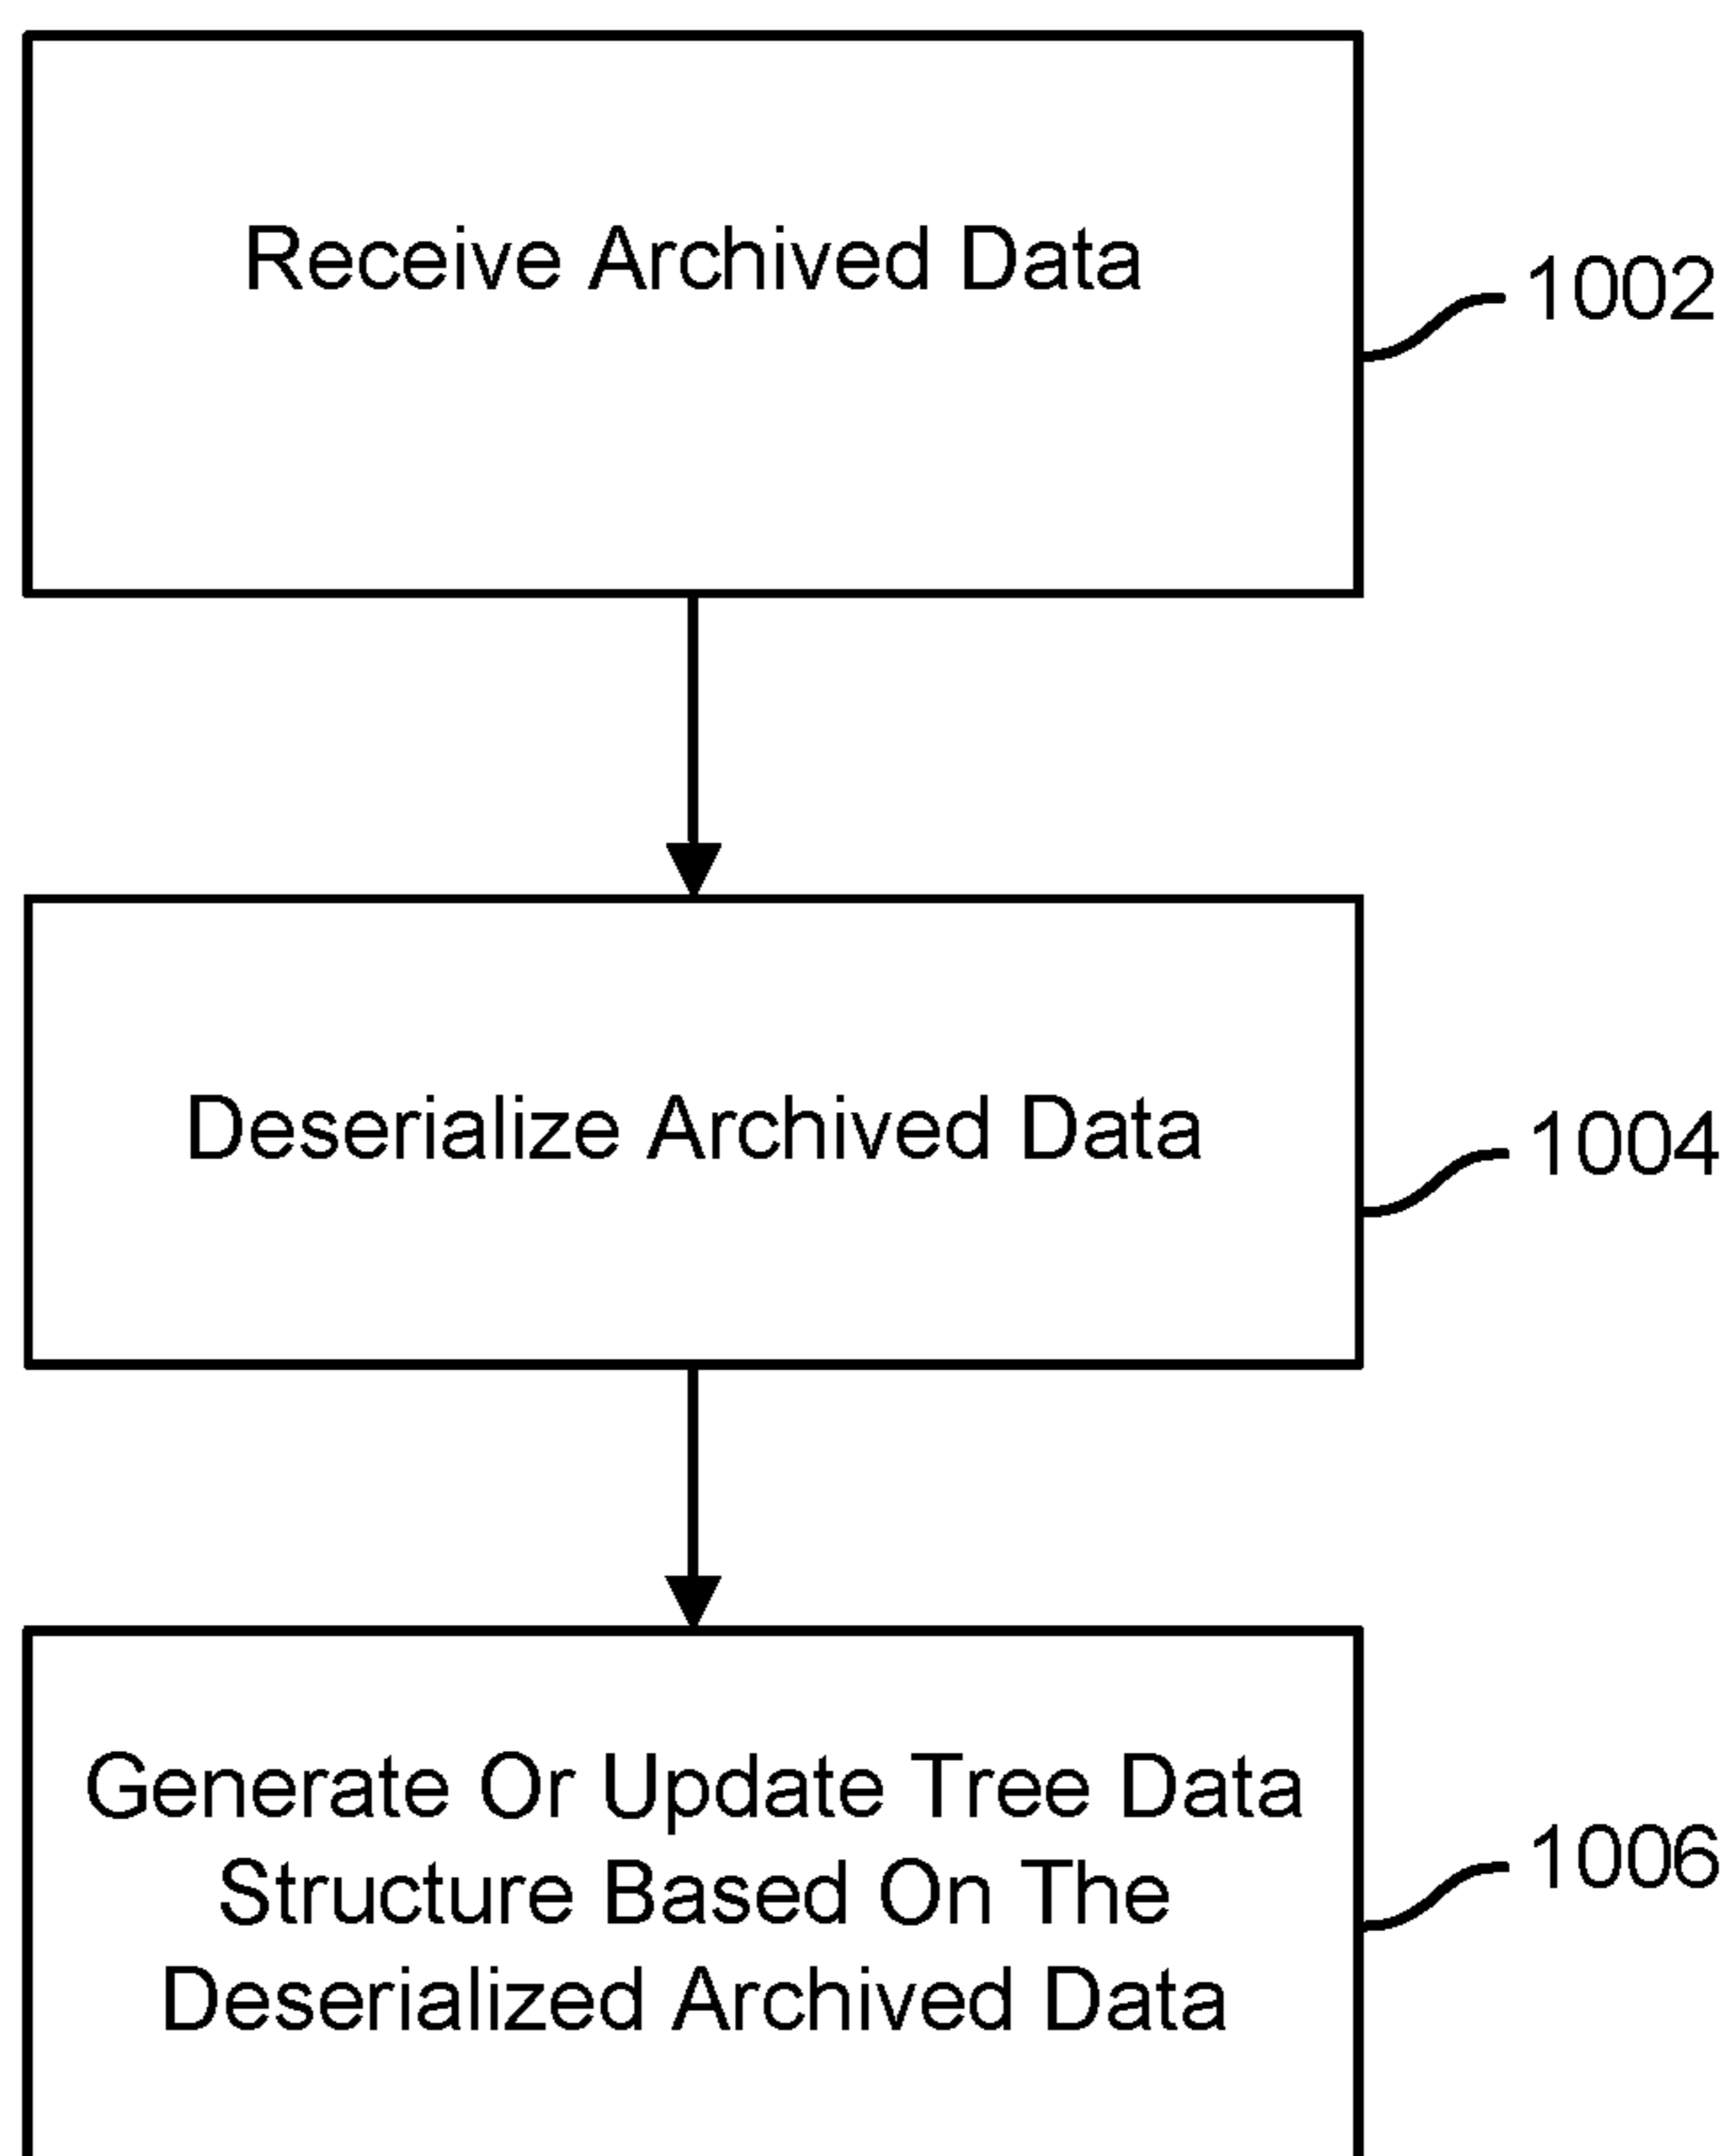 Receive Archived Data
1002
Deserialize Archived Data
1004
Generate Or Update Tree Data
Structure Based On The
Deserialized Archived Data
1006